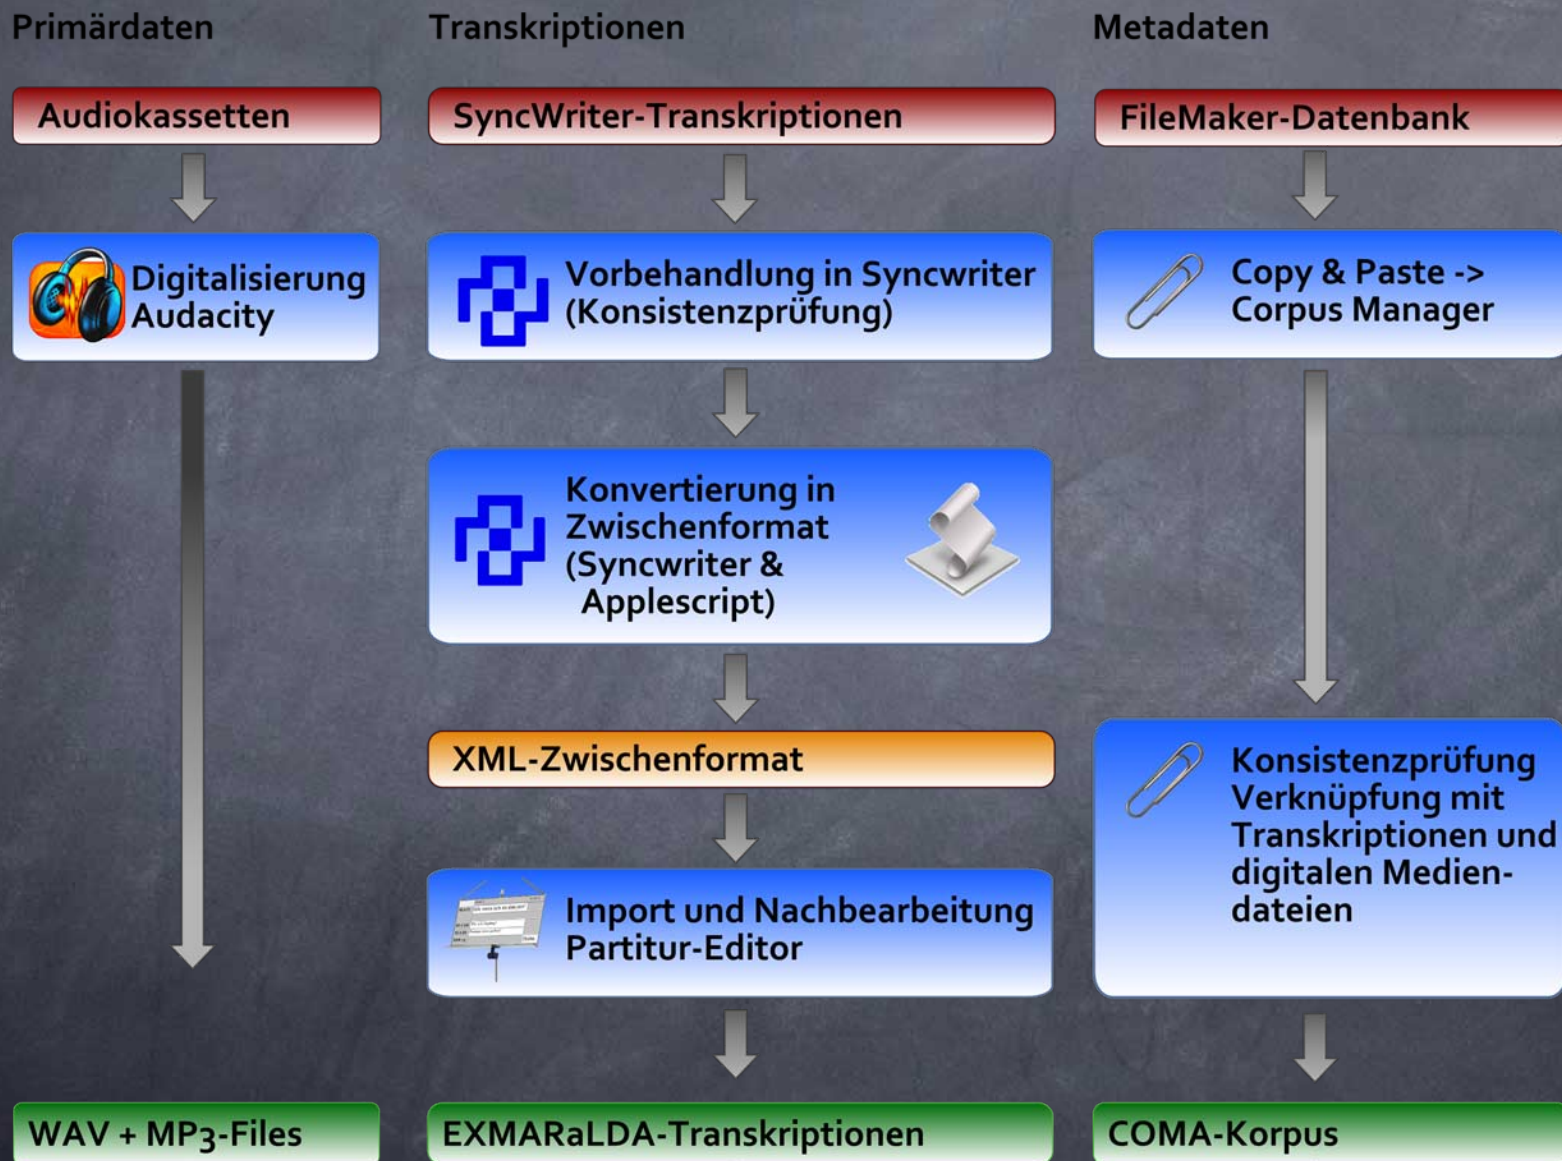 Primärdaten
Audiokassetten
Digitalisierung
Audacity
WAV + MP3-Files
Transkriptionen
SyncWriter-Transkriptionen
Vorbehandlung in Syncwriter
(Konsistenzprüfung)
Konvertierung in
Zwischenformat
(Syncwriter &
Applescript)
XML-Zwischenformat
Import und Nachbearbeitung
Partitur-Editor
EXMARaLDA-Transkriptionen
Metadaten
FileMaker-Datenbank
Copy & Paste ->
Corpus Manager
Konsistenzprüfung
Verknüpfung mit
Transkriptionen und
digitalen Medien-
dateien
COMA-Korpus